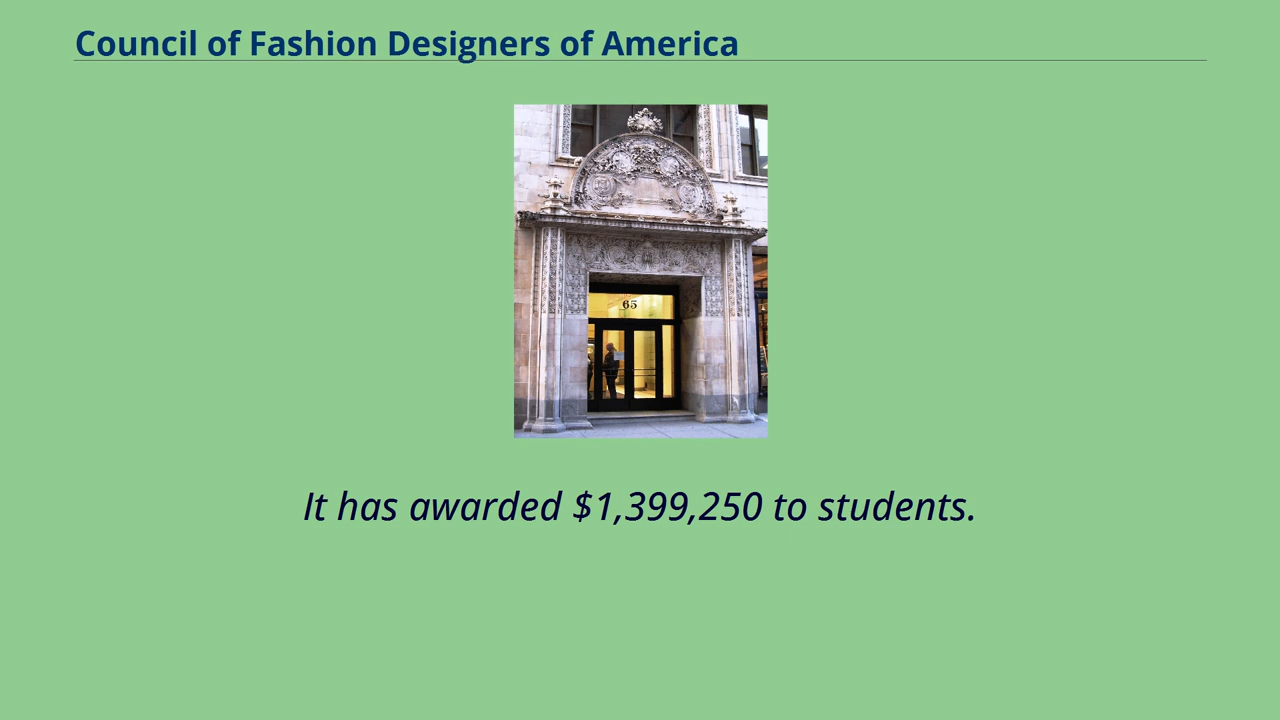 Council of Fashion Designers of America
65
It has awarded $1,399,250 to students.